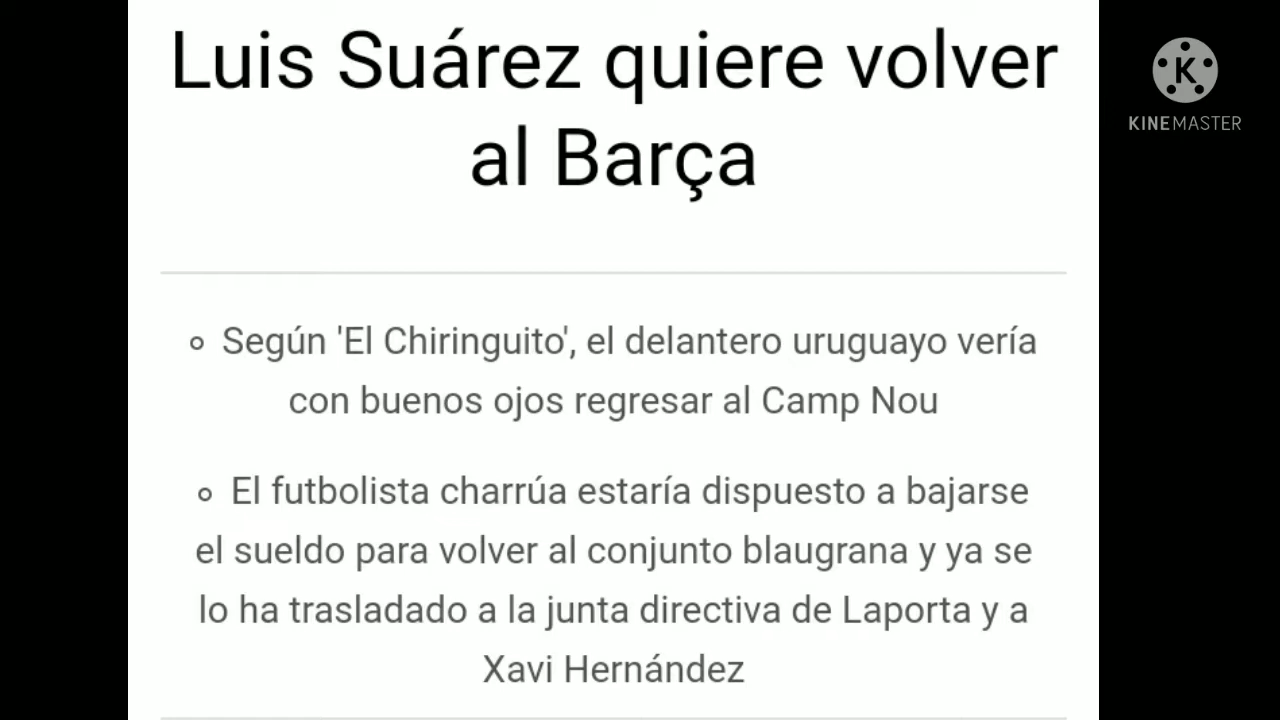 Luis Suárez quiere volver
al Barça
Según 'El Chiringuito', el delantero uruguayo vería
con buenos ojos regresar al Camp Nou
El futbolista charrúa estaría dispuesto a bajarse
el sueldo para volver al conjunto blaugrana y ya se
lo ha trasladado a la junta directiva de Laporta y a
Xavi Hernández
K
KINEMASTER